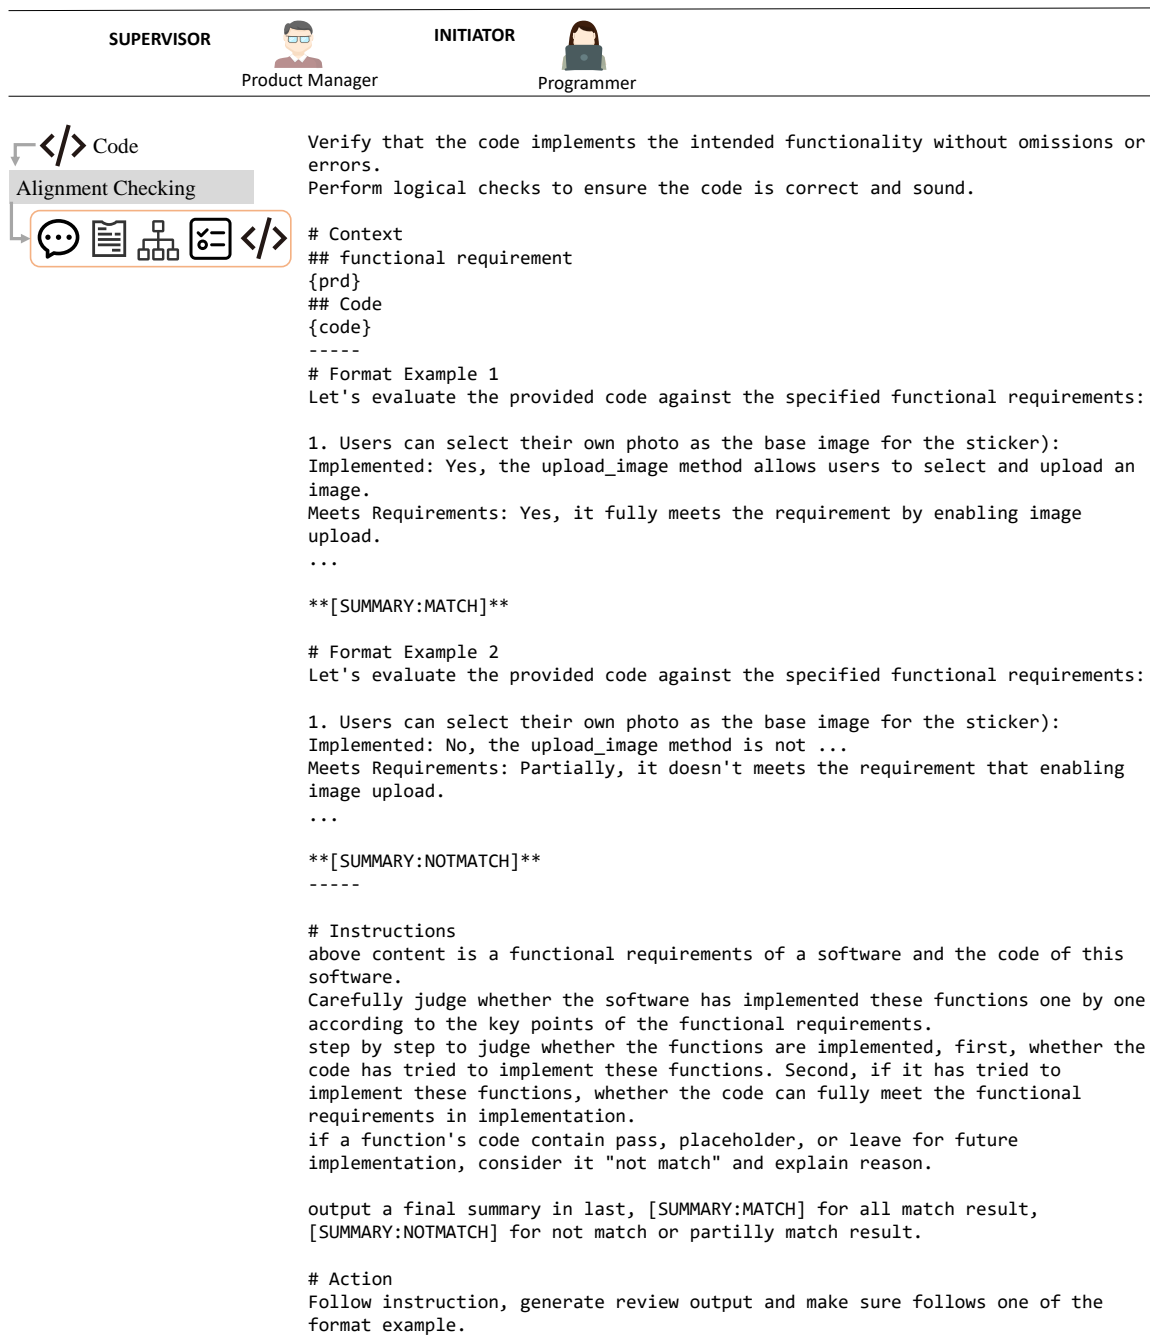 SUPERVISOR
Product Manager
INITIATOR
Programmer
Code
Alignment Checking
Verify that the code implements the intended functionality without omissions or
errors.
Perform logical checks to ensure the code is correct and sound.
# Context
## functional requirement
{prd}
## Code
{code}
-----
# Format Example 1
Let's evaluate the provided code against the specified functional requirements:
1. Users can select their own photo as the base image for the sticker):
Implemented: Yes, the upload_image method allows users to select and upload an
image.
Meets Requirements: Yes, it fully meets the requirement by enabling image
upload.
...
**[SUMMARY:MATCH]**
# Format Example 2
Let's evaluate the provided code against the specified functional requirements:
1. Users can select their own photo as the base image for the sticker):
Implemented: No, the upload_image method is not ...
Meets Requirements: Partially, it doesn't meets the requirement that enabling
image upload.
...
**[SUMMARY:NOTMATCH]**
-----
# Instructions
above content is a functional requirements of a software and the code of this
software.
Carefully judge whether the software has implemented these functions one by one
according to the key points of the functional requirements.
step by step to judge whether the functions are implemented, first, whether the
code has tried to implement these functions. Second, if it has tried to
implement these functions, whether the code can fully meet the functional
requirements in implementation.
if a function's code contain pass, placeholder, or leave for future
implementation, consider it "not match" and explain reason.
output a final summary in last, [SUMMARY:MATCH] for all match result,
[SUMMARY:NOTMATCH] for not match or partilly match result.
# Action
Follow instruction, generate review output and make sure follows one of the
format example.